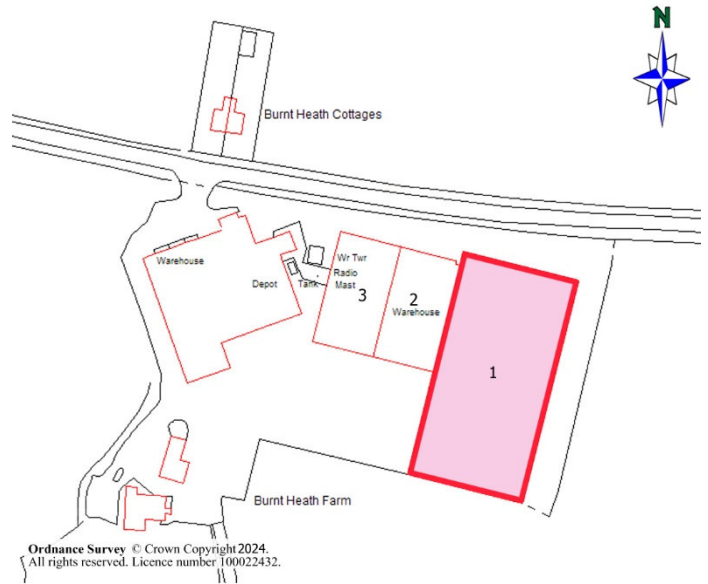 N
Burnt Heath Cottages
Warehouse
Depot
Tank
Wr Twr
Radio
Mast
3
2
Warehouse
1
Burnt Heath Farm
Ordnance Survey © Crown Copyright 2024.
All rights reserved. Licence number 100022432.